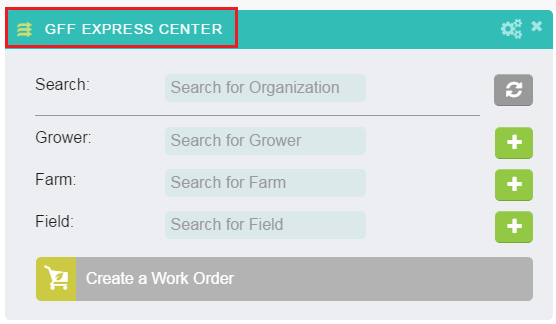 GFF EXPRESS CENTER
Search: Search for Organization
Grower: Search for Grower
Farm: Search for Farm
Field: Search for Field
Create a Work Order